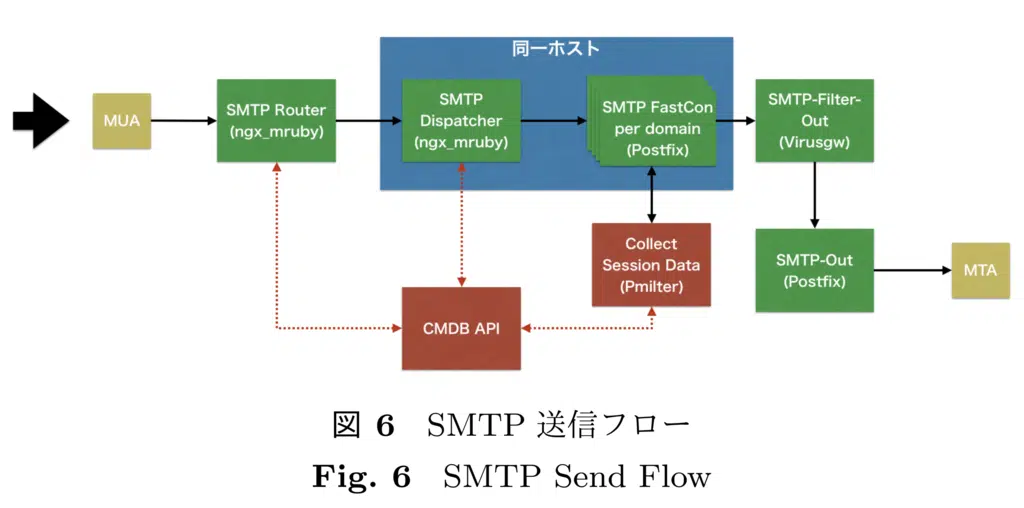 同一ホスト
MUA
SMTP Router
(ngx_mruby)
SMTP
Dispatcher
(ngx_mruby)
SMTP FastCon
per domain
(Postfix)
SMTP-Filter-
Out
(Virusgw)
Collect
Session Data
(Pmilter)
SMTP-Out
(Postfix)
MTA
CMDB API
図 6 SMTP 送信フロー
Fig. 6 SMTP Send Flow